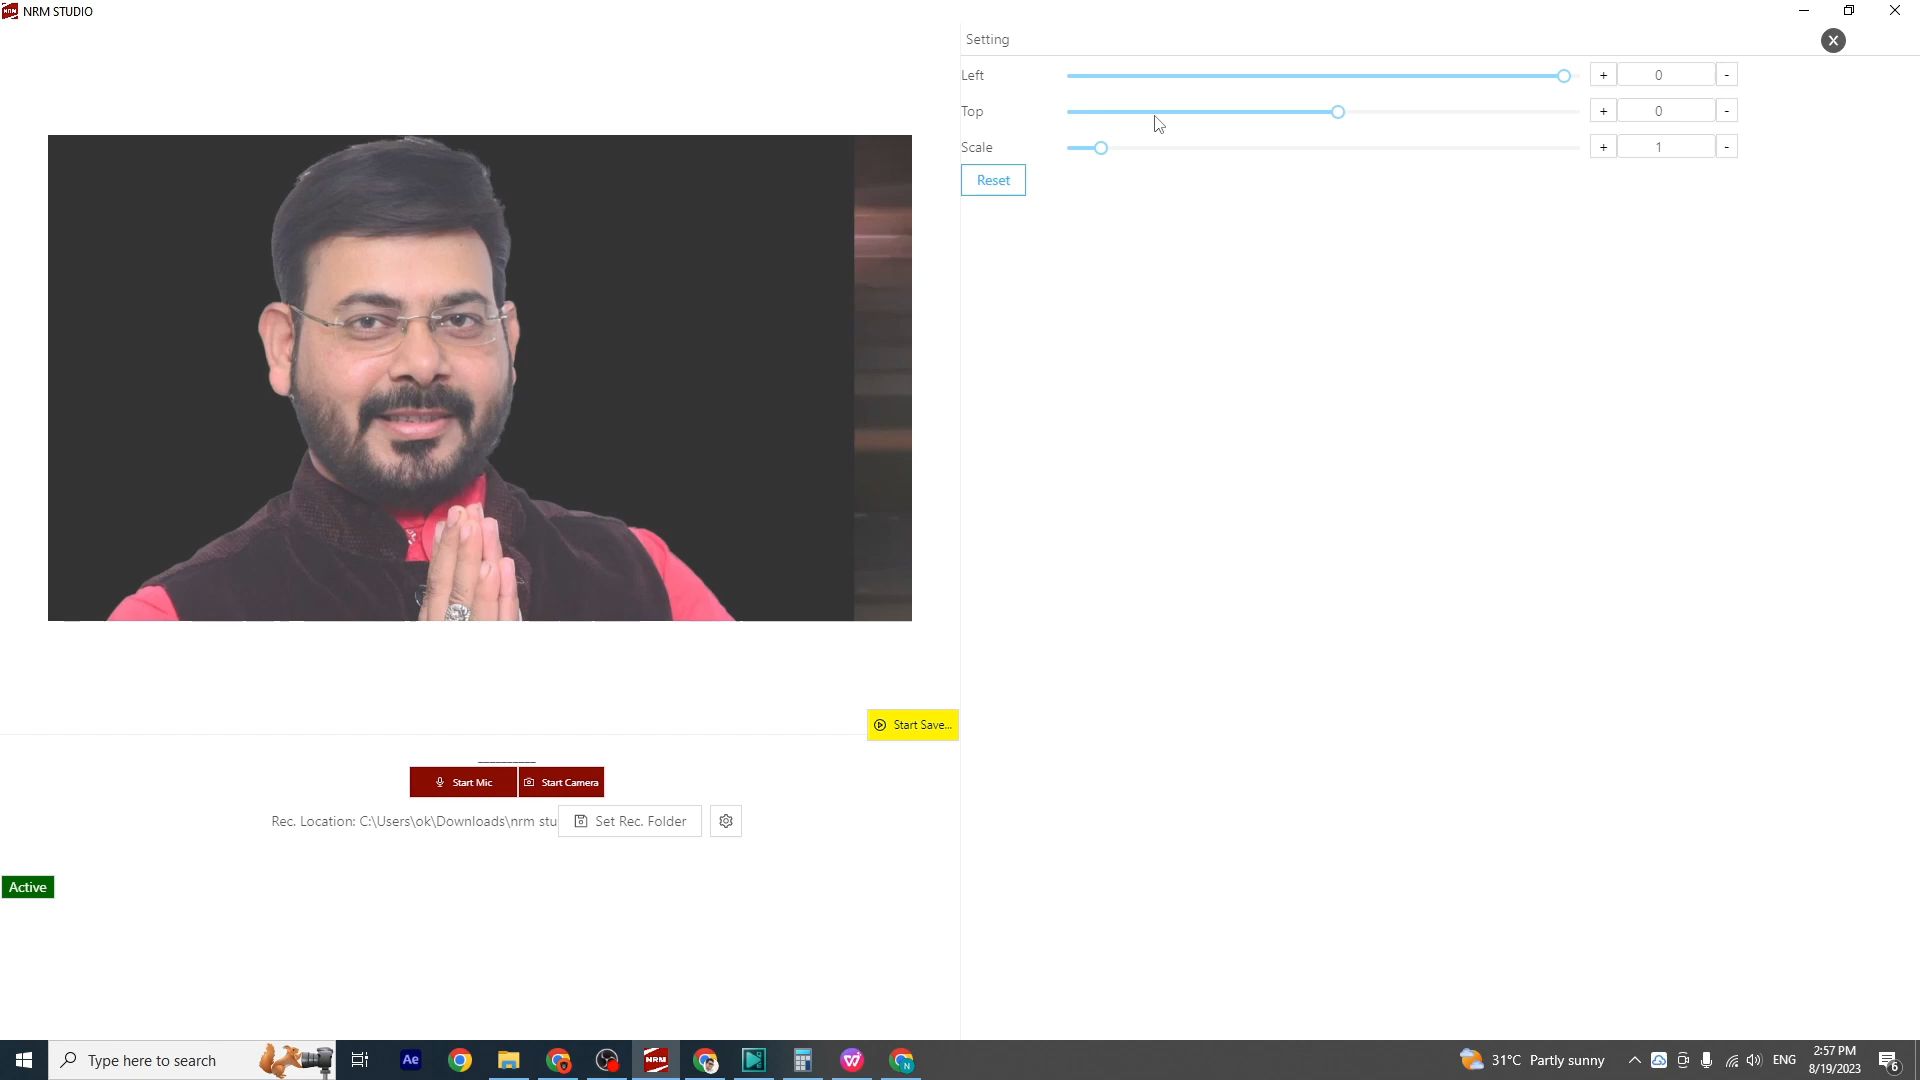 NRM STUDIO
Setting
Left + 0 -
Top + 0 -
Scale + 1 -
Reset
Start Save...
Start Mic Start Camera
Rec. Location: C:\Users\ok\Downloads\nrm stu Set Rec. Folder
Active
Type here to search Ae NRM 31°C Partly sunny ENG 2:57 PM
8/19/2023 6